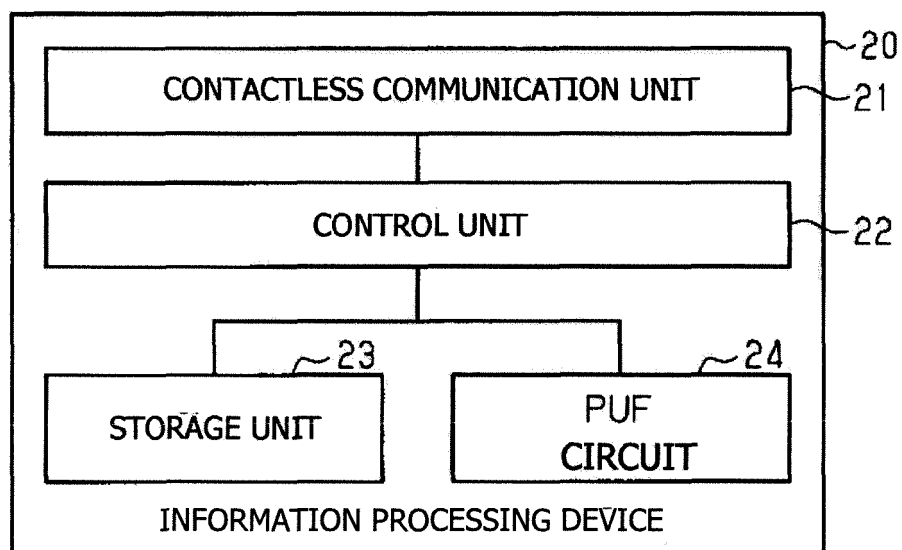 20
CONTACTLESS COMMUNICATION UNIT
21
CONTROL UNIT
22
23
24
STORAGE UNIT
PUF
CIRCUIT
INFORMATION PROCESSING DEVICE